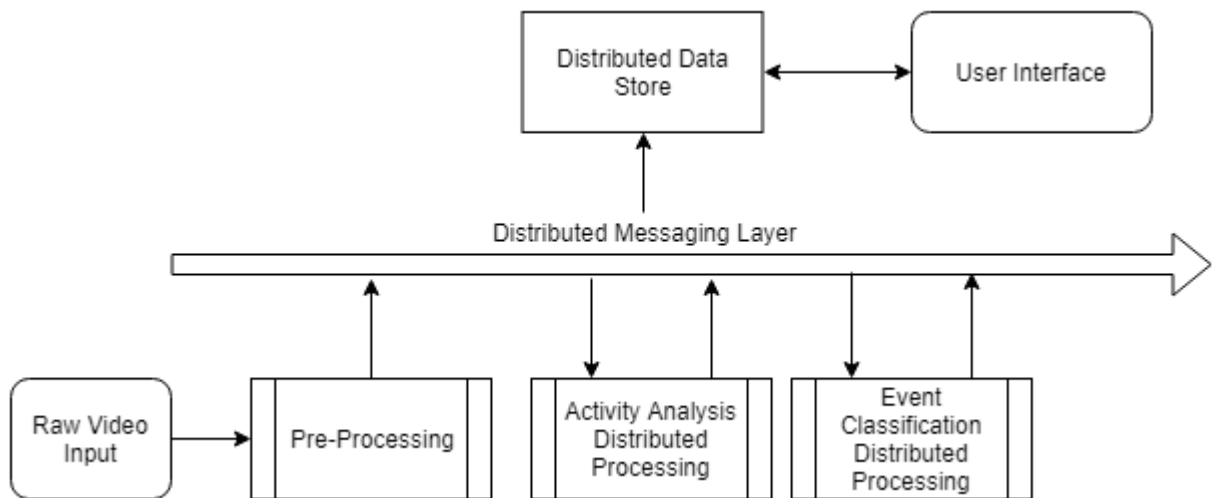 Distributed Data
Store
User Interface
Distributed Messaging Layer
Raw Video
Input
Pre-Processing
Activity Analysis
Distributed
Processing
Event
Classification
Distributed
Processing